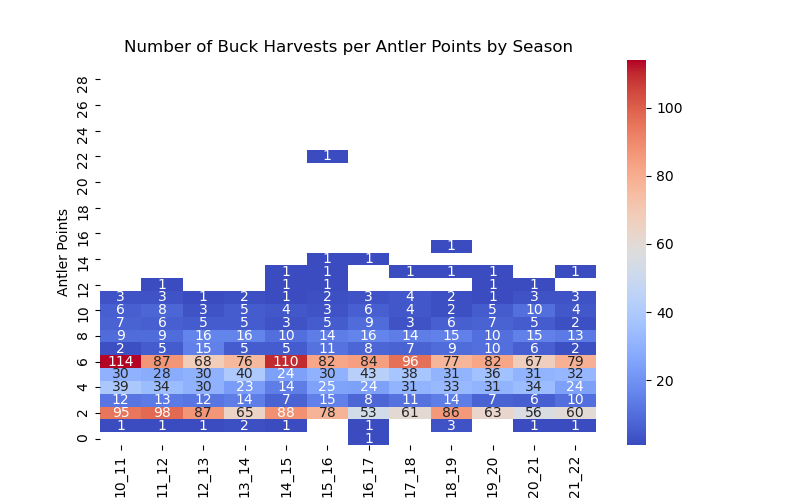 Number of Buck Harvests per Antler Points by Season
Antler Points
28
26
24
22 1
20
18
16
1
14 1 1
1 1 1 1 1 1
12 1 1 1 1 1
3 3 1 2 1 2 3 4 2 1 3 3
10 6 8 3 5 4 3 6 4 2 5 10 4
7 6 5 5 3 5 9 3 6 7 5 2
8 9 9 16 16 10 14 16 14 15 10 15 13
2 5 15 5 5 11 8 7 9 10 6 2
6 114 87 68 76 110 82 84 96 77 82 67 79
30 28 30 40 24 30 43 38 31 36 31 32
4 39 34 30 23 14 25 24 31 33 31 34 24
12 13 12 14 7 15 8 11 14 7 6 10
2 95 98 87 65 88 78 53 61 86 63 56 60
1 1 1 2 1 1 3 1 1
0 1
10_11 11_12 12_13 13_14 14_15 15_16 16_17 17_18 18_19 19_20 20_21 21_22
100
80
60
40
20